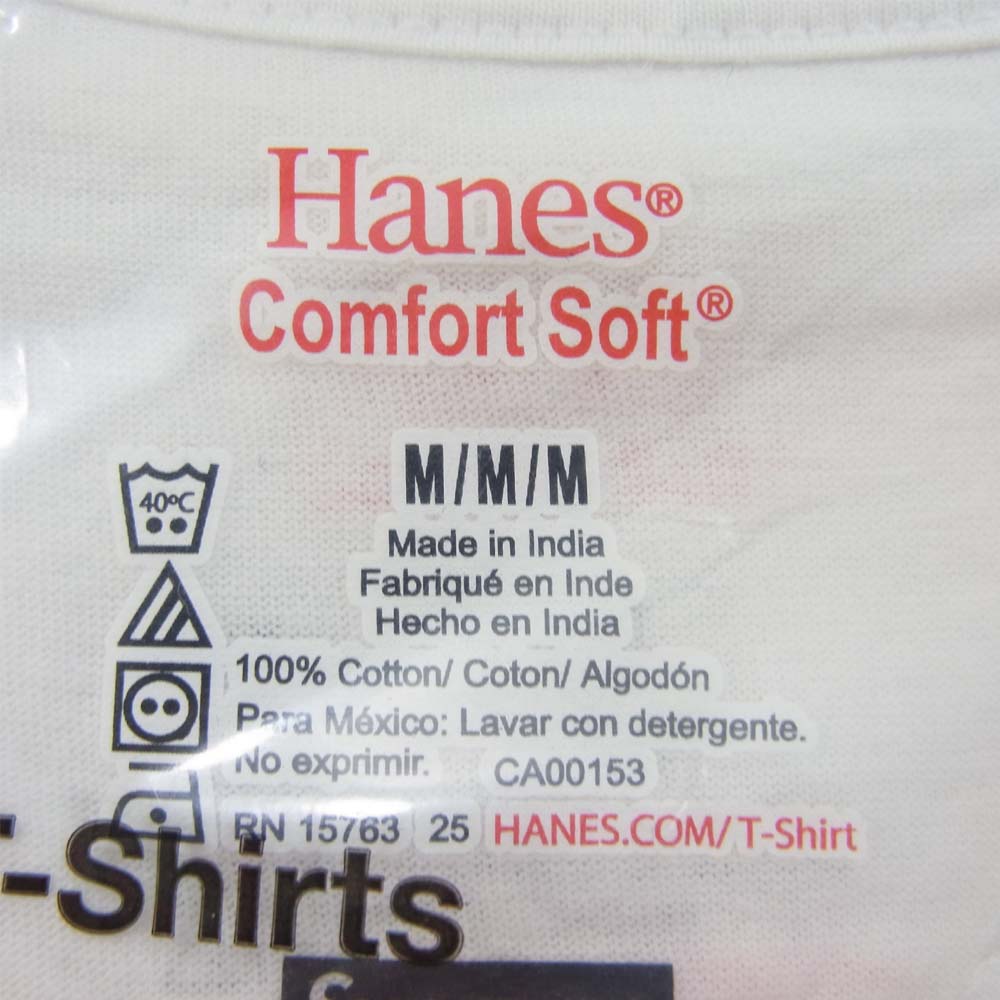 Hanes®
Comfort Soft®
M/M/M
40ºC
Made in India
Fabriqué en Inde
Hecho en India
100% Cotton/ Coton/ Algodón
Para México: Lavar con detergente.
No exprimir. CA00153
RN 15763 25 HANES.COM/T-Shirt
-Shirts